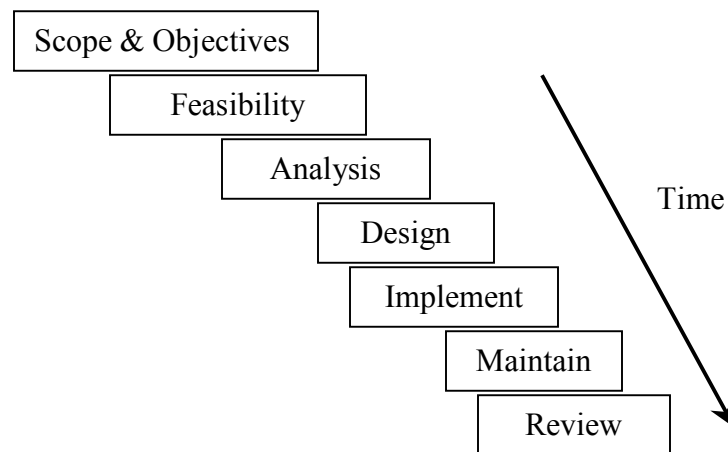 Scope & Objectives
Feasibility
Analysis
Time
Design
Implement
Maintain
Review